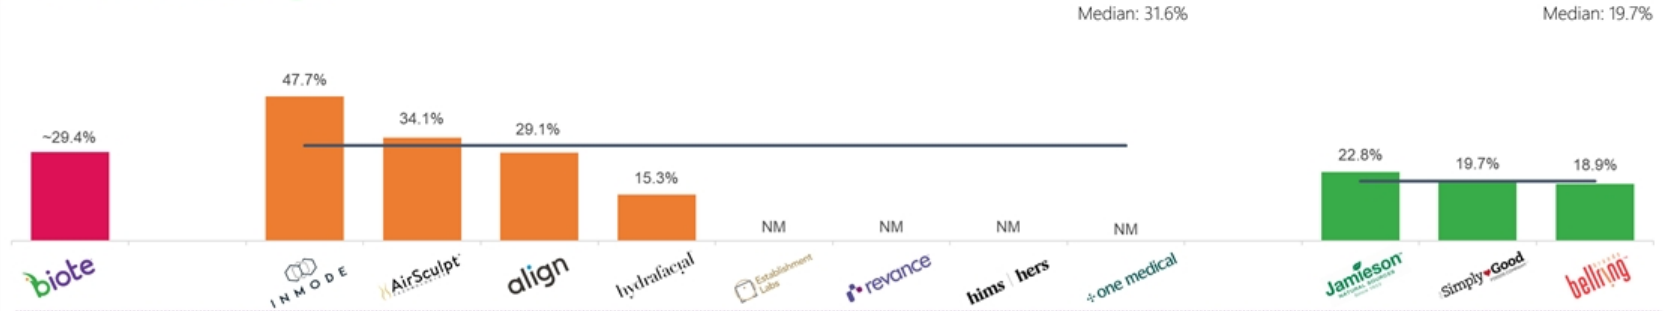 Median: 31.6%
Median: 19.7%
~29.4%
47.7%
34.1%
29.1%
15.3%
NM
NM
NM
NM
22.8%
19.7%
18.9%
biote
INMODE
AirSculpt
align
hydrafacial
Establishment
Labs
revance
hims | hers
one medical
Jamieson
NATURAL SOURCES
Simply Good
bellring